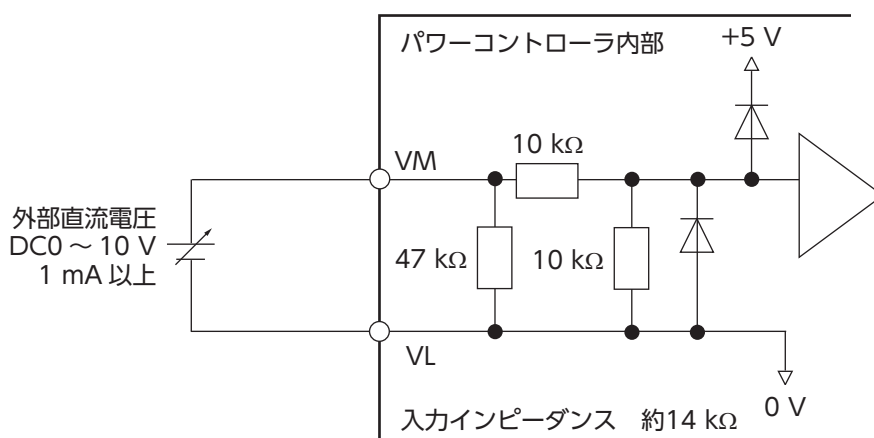 パワーコントローラ内部
+5 V
10 kΩ
VM
外部直流電圧
DC0 ～ 10 V
1 mA 以上
47 kΩ
10 kΩ
VL
0 V
入力インピーダンス 約14 kΩ